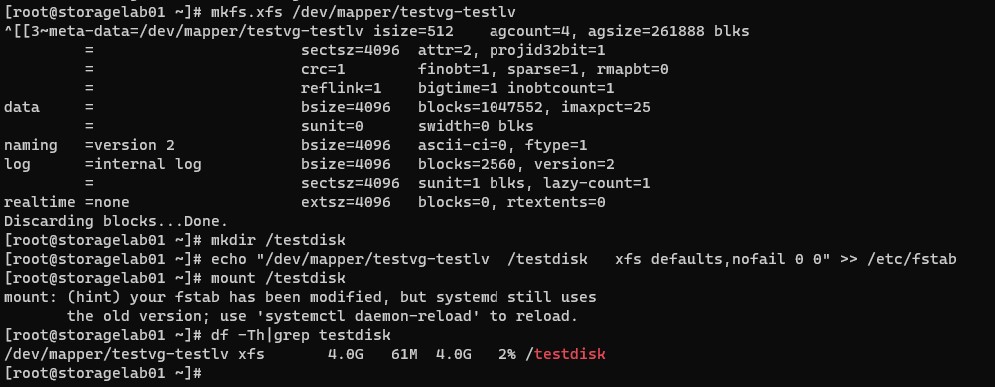 [root@storagelab01 ~]# mkfs.xfs /dev/mapper/testvg-testlv
^[[3~meta-data=/dev/mapper/testvg-testlv isize=512    agcount=4, agsize=261888 blks
         =                       sectsz=4096  attr=2, projid32bit=1
         =                       crc=1        finobt=1, sparse=1, rmapbt=0
         =                       reflink=1    bigtime=1 inobtcount=1
data     =                       bsize=4096   blocks=1047552, imaxpct=25
         =                       sunit=0      swidth=0 blks
naming   =version 2              bsize=4096   ascii-ci=0, ftype=1
log      =internal log           bsize=4096   blocks=2560, version=2
         =                       sectsz=4096  sunit=1 blks, lazy-count=1
realtime =none                   extsz=4096   blocks=0, rtextents=0
Discarding blocks...Done.
[root@storagelab01 ~]# mkdir /testdisk
[root@storagelab01 ~]# echo "/dev/mapper/testvg-testlv  /testdisk   xfs defaults,nofail 0 0" >> /etc/fstab
[root@storagelab01 ~]# mount /testdisk
mount: (hint) your fstab has been modified, but systemd still uses
       the old version; use 'systemctl daemon-reload' to reload.
[root@storagelab01 ~]# df -Th|grep testdisk
/dev/mapper/testvg-testlv xfs       4.0G   61M  4.0G   2% /testdisk
[root@storagelab01 ~]#